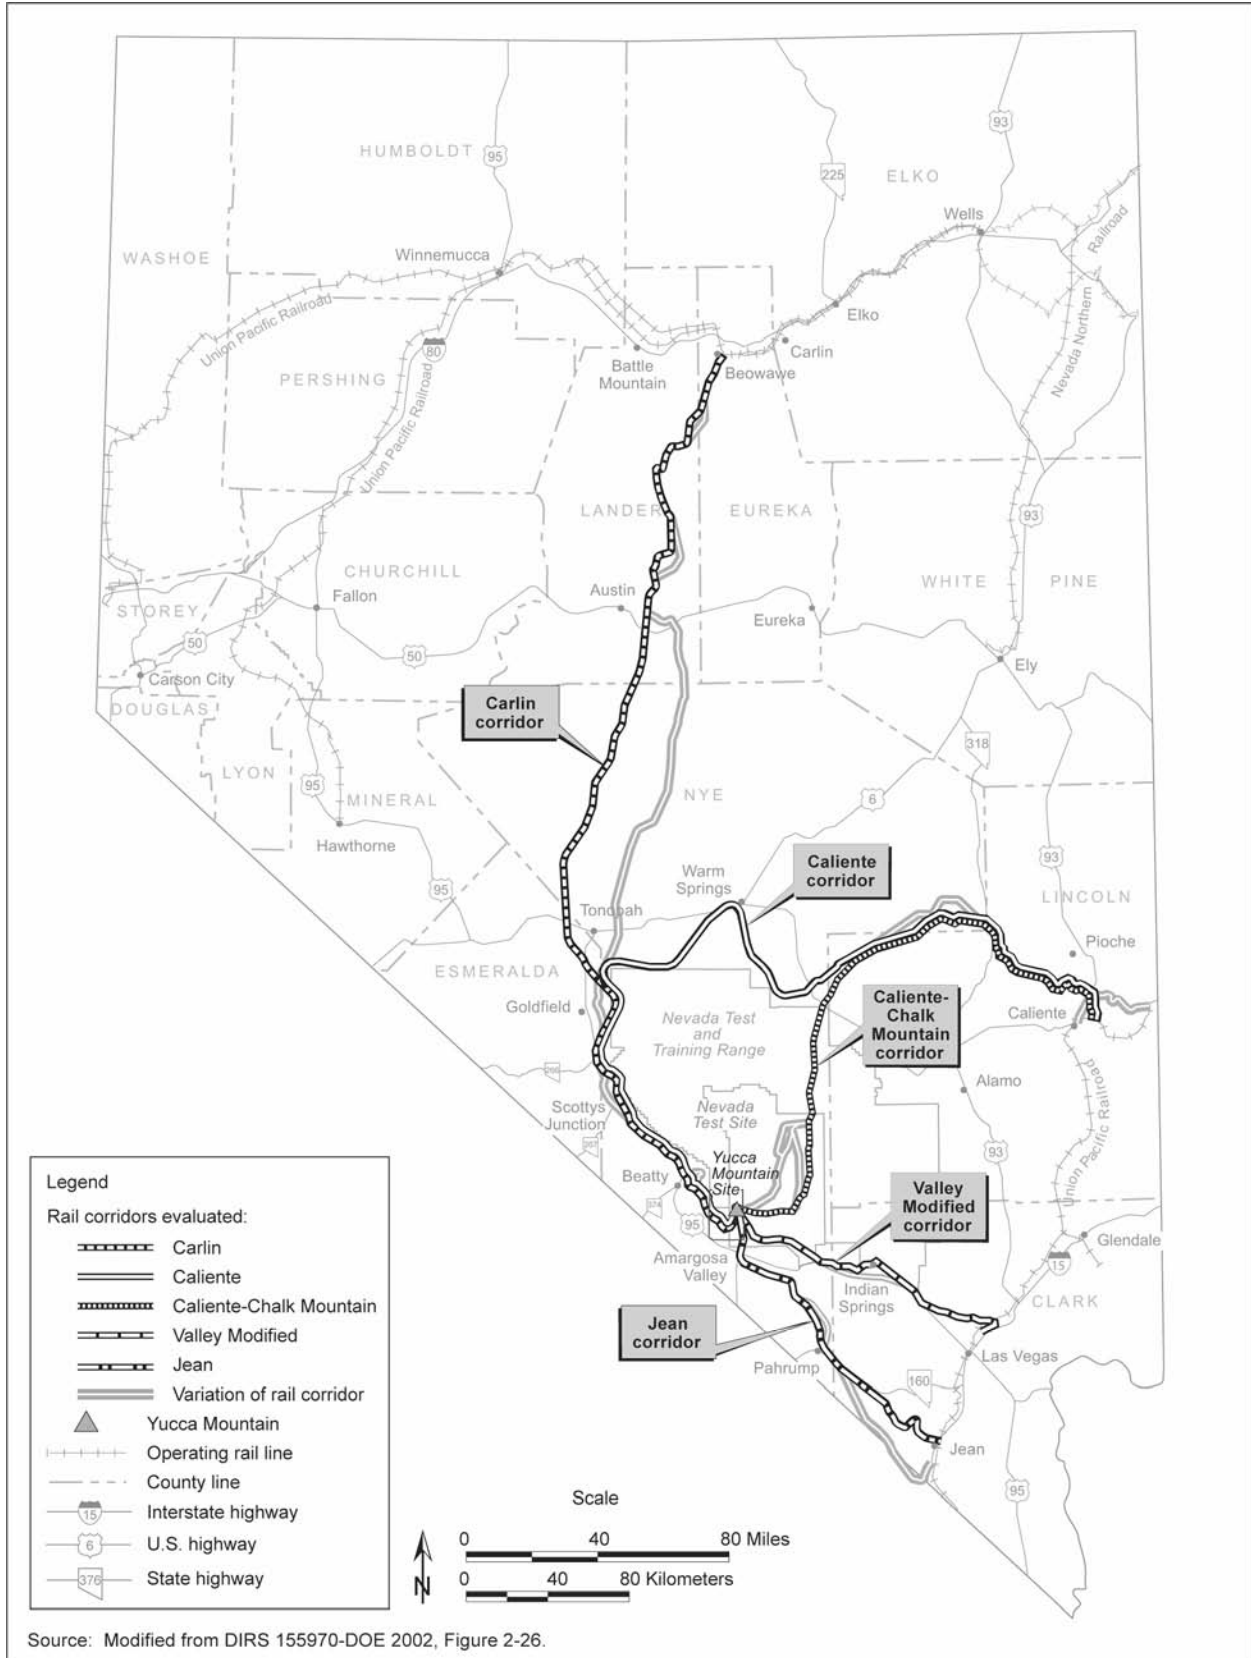 HUMBOLDT
95
93
225
ELKO
Wells
Railroad
WASHOE
Winnemucca
Union Pacific Railroad
Nevada Northern
Elko
80
Carlin
Battle
Mountain
Beowawe
PERSHING
Union Pacific Railroad
LANDER
EUREKA
93
CHURCHILL
WHITE
PINE
Austin
Fallon
STOREY
Eureka
50
50
Ely
Carson City
DOUGLAS
Carlin
corridor
318
LYON
95
MINERAL
NYE
6
Hawthorne
93
Caliente
corridor
Warm
Springs
95
LINCOLN
Tonopah
Pioche
ESMERALDA
Goldfield
Caliente-
Chalk
Mountain
corridor
Caliente
Nevada Test
and
Training Range
266
Alamo
Scottys
Junction
Nevada
Test Site
Union Pacific Railroad
267
93
Yucca
Mountain
Site
Beatty
374
95
Valley
Modified
corridor
Glendale
Amargosa
Valley
15
Indian
Springs
CLARK
Jean
corridor
Las Vegas
Pahrump
160
Jean
95
Legend
Rail corridors evaluated:
Carlin
Caliente
Caliente-Chalk Mountain
Valley Modified
Jean
Variation of rail corridor
Yucca Mountain
Operating rail line
County line
15 Interstate highway
6 U.S. highway
376 State highway
Scale
0 40 80 Miles
0 40 80 Kilometers
N
Source: Modified from DIRS 155970-DOE 2002, Figure 2-26.